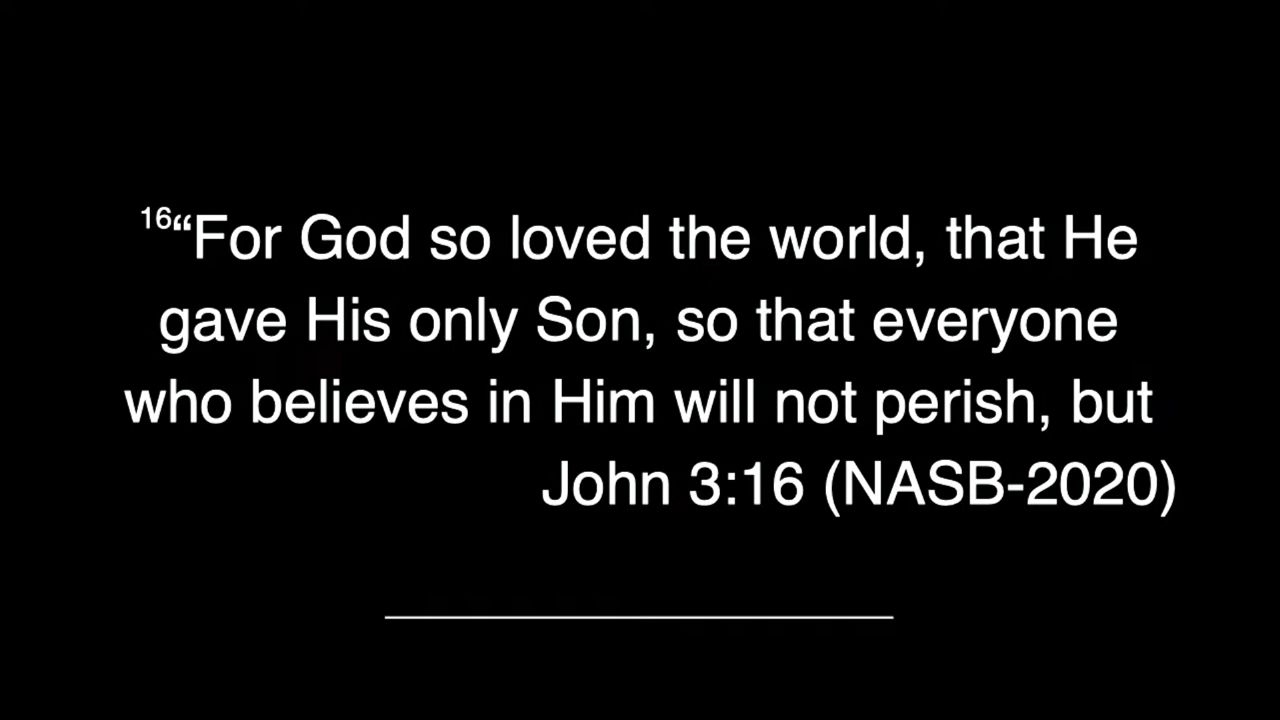 16“For God so loved the world, that He
gave His only Son, so that everyone
who believes in Him will not perish, but
John 3:16 (NASB-2020)